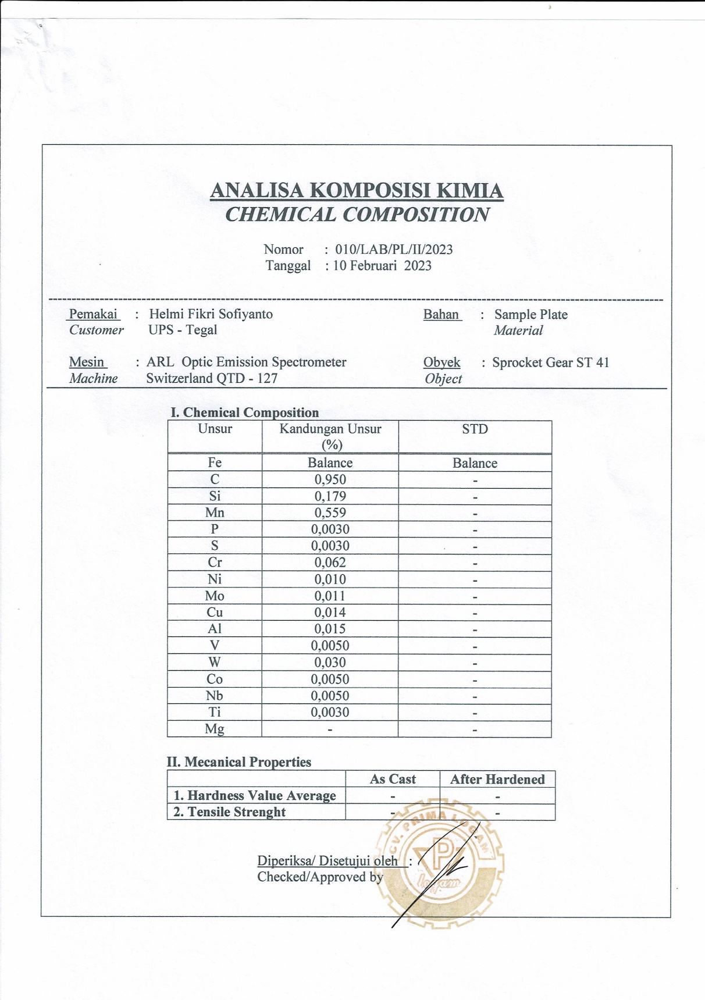 ANALISA KOMPOSISI KIMIA
CHEMICAL COMPOSITION
Nomor : 010/LAB/PL/II/2023
Tanggal : 10 Februari 2023
Pemakai : Helmi Fikri Sofiyanto Bahan : Sample Plate
Customer UPS - Tegal Material
Mesin : ARL Optic Emission Spectrometer Obyek : Sprocket Gear ST 41
Machine Switzerland QTD - 127 Object
I. Chemical Composition
Unsur Kandungan Unsur STD
(%)
Fe Balance Balance
C 0,950 -
Si 0,179 -
Mn 0,559 -
P 0,0030 -
S 0,0030 -
Cr 0,062 -
Ni 0,010 -
Mo 0,011 -
Cu 0,014 -
Al 0,015 -
V 0,0050 -
W 0,030 -
Co 0,0050 -
Nb 0,0050 -
Ti 0,0030 -
Mg - -
II. Mecanical Properties
As Cast After Hardened
1. Hardness Value Average - -
2. Tensile Strenght - -
CV. PRIMA LOGAM
P
logam
Diperiksa/ Disetujui oleh :
Checked/Approved by